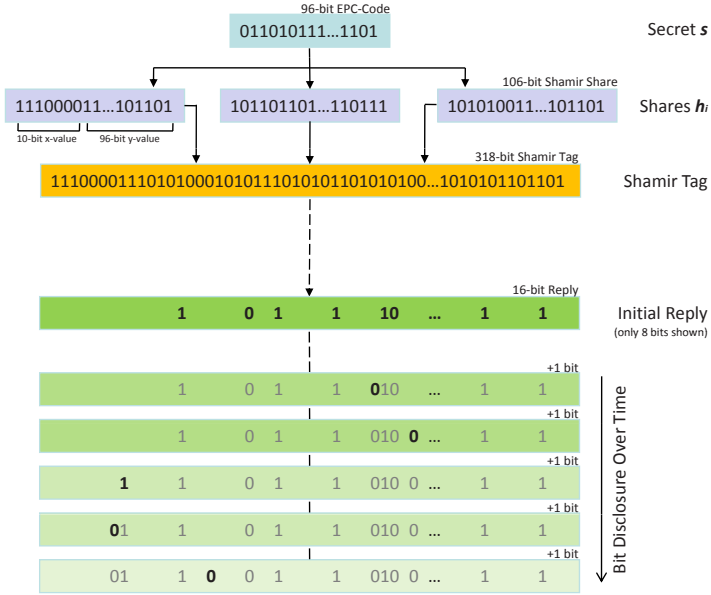 96-bit EPC-Code
011010111...1101
Secret s
106-bit Shamir Share
111000011...101101
101101101...110111
101010011...101101
Shares hi
10-bit x-value
96-bit y-value
318-bit Shamir Tag
1110000111010100010101110101011010100...1010101101101
Shamir Tag
16-bit Reply
1 0 1 1 10 ... 1 1
Initial Reply
(only 8 bits shown)
+1 bit
1 0 1 1 010 ... 1 1
+1 bit
1 0 1 1 010 0 ... 1 1
+1 bit
1 1 0 1 1 010 0 ... 1 1
+1 bit
01 1 0 1 1 010 0 ... 1 1
+1 bit
01 1 0 0 1 1 010 0 ... 1 1
Bit Disclosure Over Time